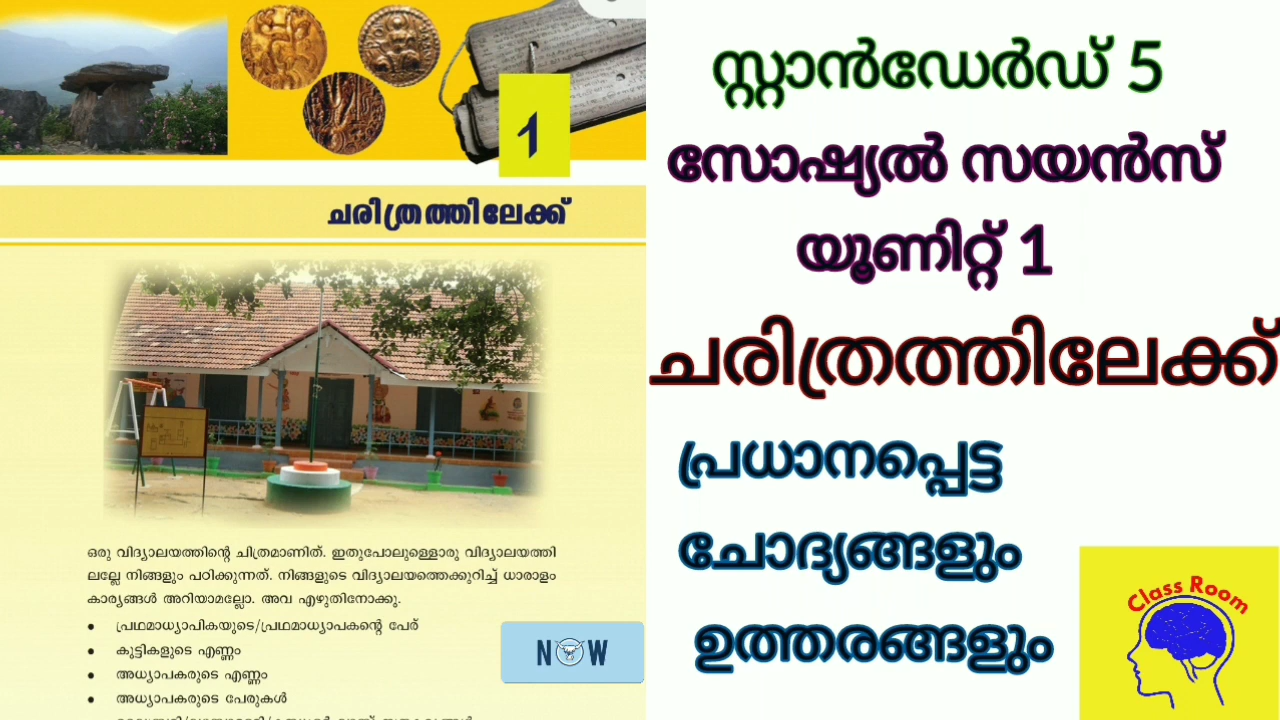 1
ചരിത്രത്തിലേക്ക്
ഒരു വിദ്യാലയത്തിന്റെ ചിത്രമാണിത്. ഇതുപോലുള്ളൊരു വിദ്യാലയത്തി
ലല്ലേ നിങ്ങളും പഠിക്കുന്നത്. നിങ്ങളുടെ വിദ്യാലയത്തെക്കുറിച്ച് ധാരാളം
കാര്യങ്ങൾ അറിയാമല്ലോ. അവ എഴുതിനോക്കൂ.
• പ്രഥമാധ്യാപികയുടെ/പ്രഥമാധ്യാപകന്റെ പേര്
• കുട്ടികളുടെ എണ്ണം
• അധ്യാപകരുടെ എണ്ണം
• അധ്യാപകരുടെ പേരുകൾ
NOW
സ്റ്റാൻഡേർഡ് 5
സോഷ്യൽ സയൻസ്
യൂണിറ്റ് 1
ചരിത്രത്തിലേക്ക്
പ്രധാനപ്പെട്ട
ചോദ്യങ്ങളും
ഉത്തരങ്ങളും
Class Room